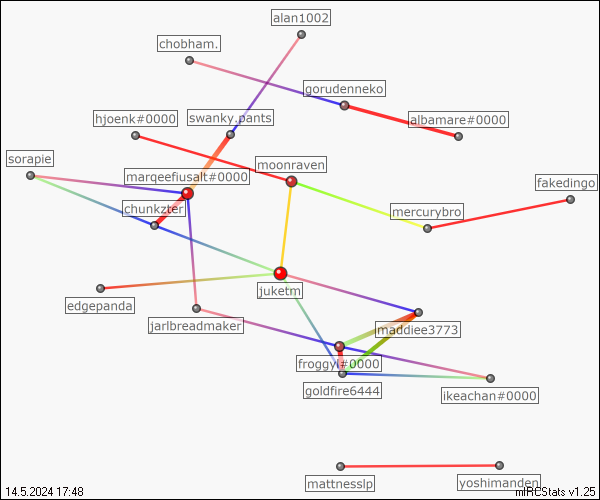 alan1002
chobham.
gorudenneko
hjoenk#0000
swanky.pants
albamare#0000
sorapie
moonraven
marqeefiusalt#0000
fakedingo
chunkzter
mercurybro
juketm
edgepanda
jarlbreadmaker
maddiee3773
froggyl#0000
goldfire6444
ikeachan#0000
mattnesslp
yoshimanden
14.5.2024 17:48
mIRCStats v1.25